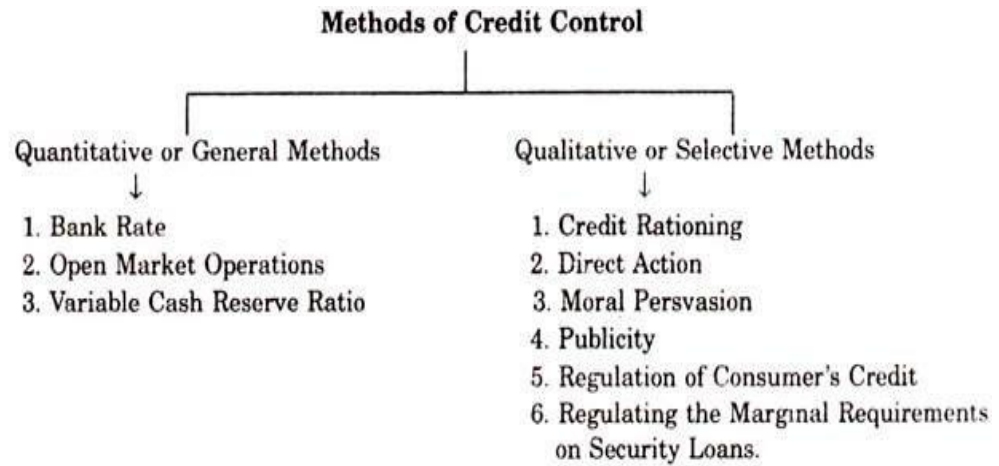 Methods of Credit Control
Quantitative or General Methods
1. Bank Rate
2. Open Market Operations
3. Variable Cash Reserve Ratio
Qualitative or Selective Methods
1. Credit Rationing
2. Direct Action
3. Moral Persvasion
4. Publicity
5. Regulation of Consumer's Credit
6. Regulating the Marginal Requirements
on Security Loans.